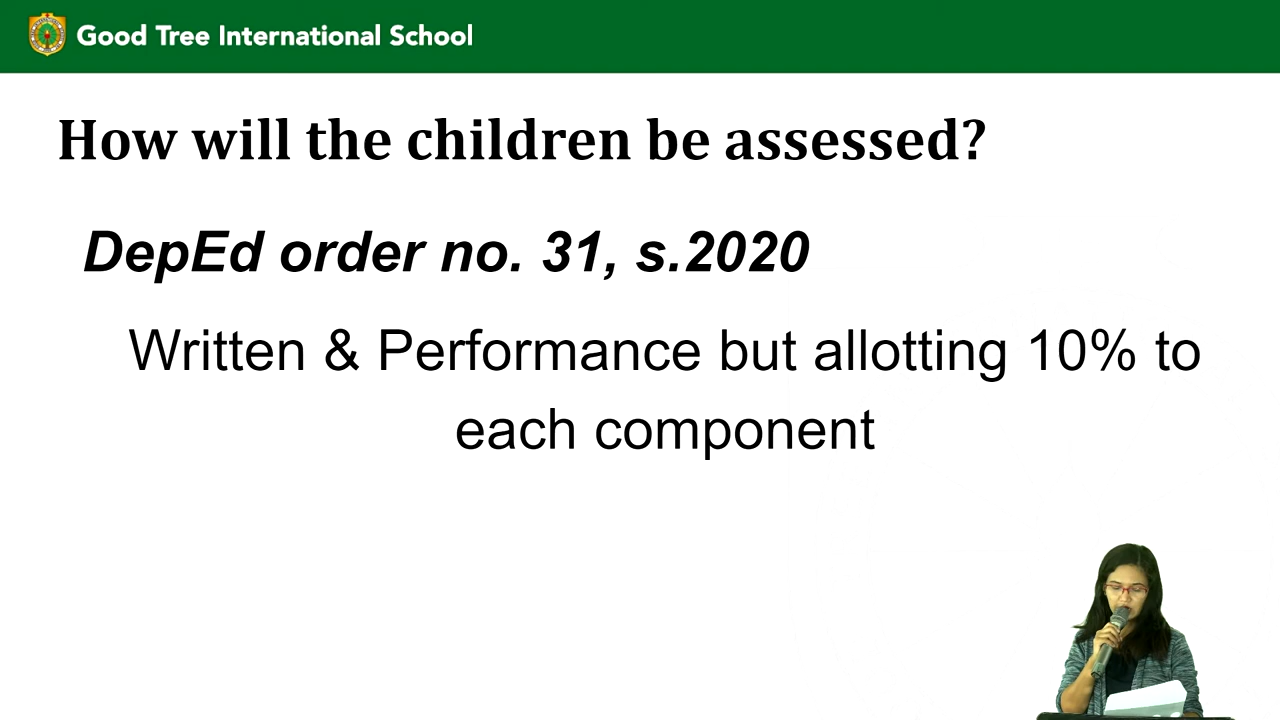 Good Tree International School
How will the children be assessed?
DepEd order no. 31, s.2020
Written & Performance but allotting 10% to
each component